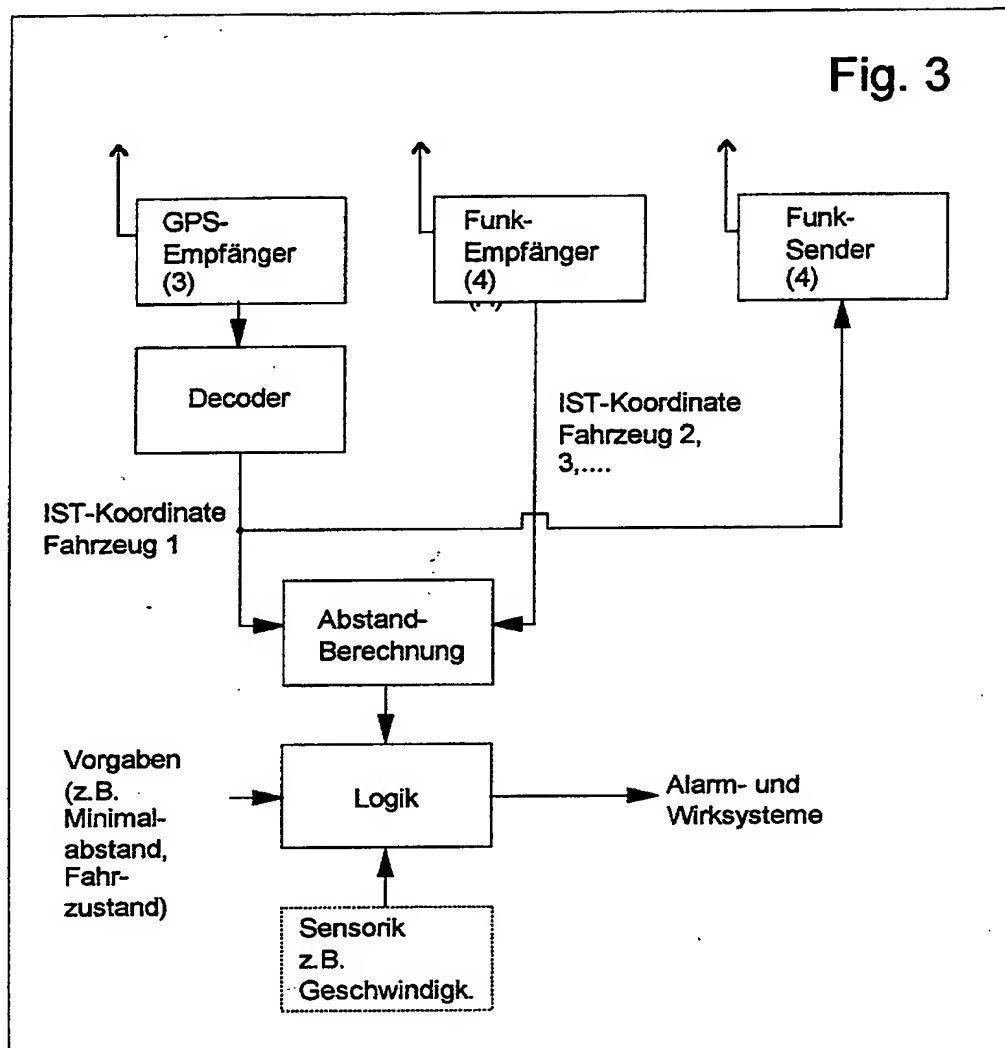 Fig. 3
GPS-
Empfänger
(3)
Funk-
Empfänger
(4)
Funk-
Sender
(4)
Decoder
IST-Koordinate
Fahrzeug 2,
3,....
IST-Koordinate
Fahrzeug 1
Abstand-
Berechnung
Vorgaben
(z.B.
Minimal-
abstand,
Fahr-
zustand)
Logik
Alarm- und
Wirksysteme
Sensorik
z.B.
Geschwindigk.